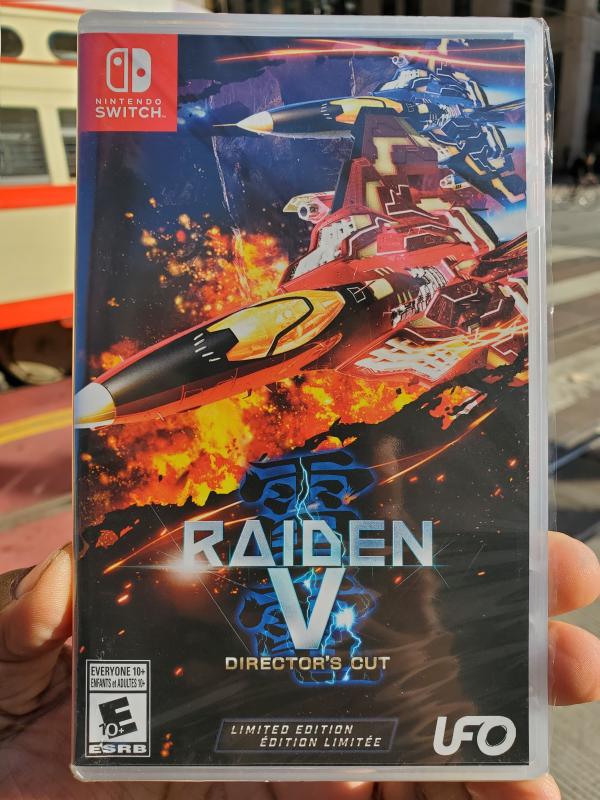 NINTENDO
SWITCH™
雷
電
RAIDEN
V
DIRECTOR'S CUT
EVERYONE 10+
ENFANTS et ADULTES 10+
E
10+
ESRB
LIMITED EDITION
ÉDITION LIMITÉE
UFO